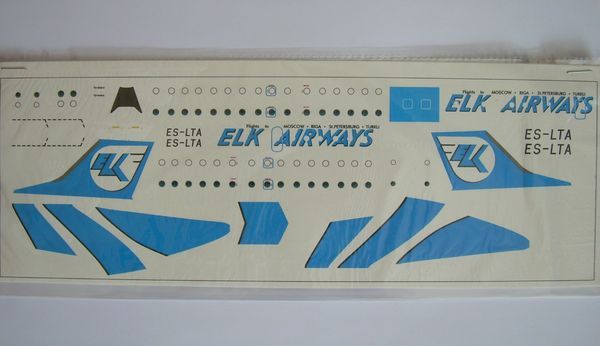 Flights to MOSCOW • RIGA • St.PETERSBURG • TURKU
ELK AIRWAYS
ES-LTA
ES-LTA
Flights to MOSCOW • RIGA • St.PETERSBURG • TURKU
ELK AIRWAYS
ES-LTA
ES-LTA
ELK
ELK